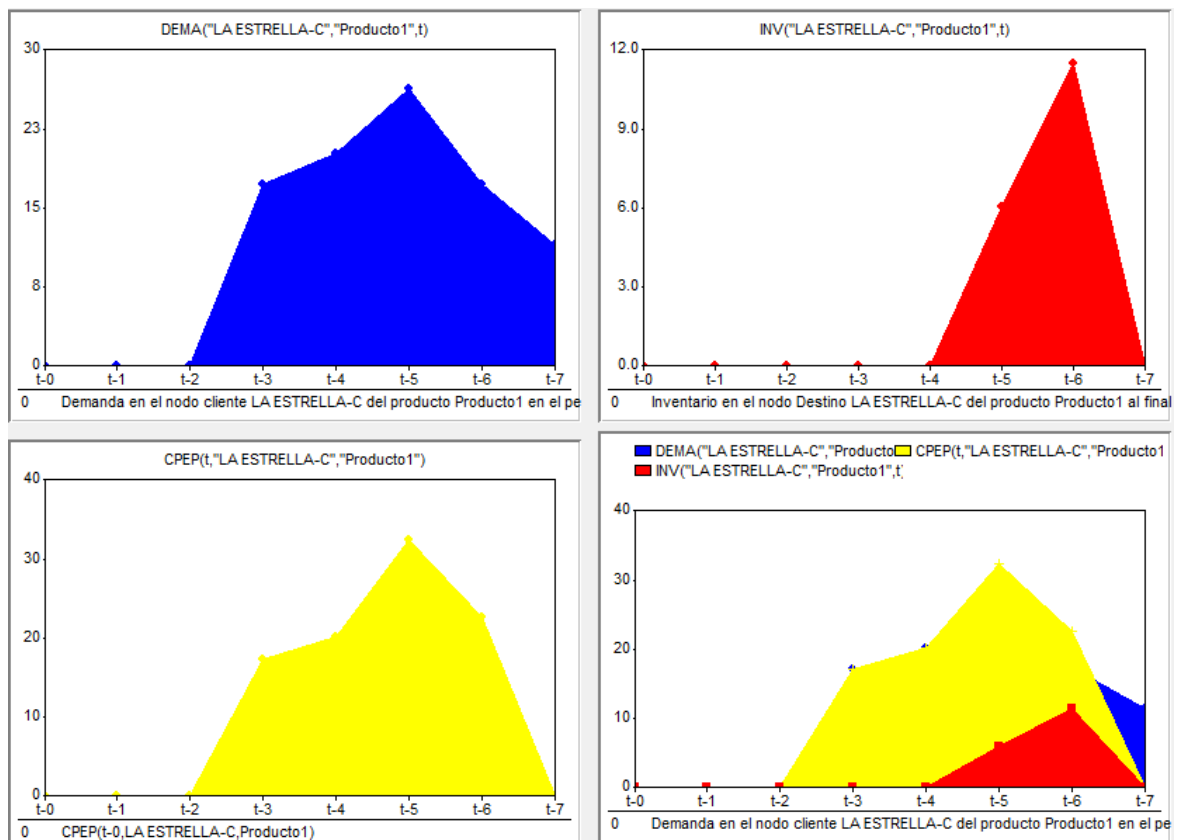 DEMA("LA ESTRELLA-C","Producto1",t)
30
23
15
8
0
t-0 t-1 t-2 t-3 t-4 t-5 t-6 t-7
0 Demanda en el nodo cliente LA ESTRELLA-C del producto Producto1 en el pe
INV("LA ESTRELLA-C","Producto1",t)
12.0
9.0
6.0
3.0
0.0
t-0 t-1 t-2 t-3 t-4 t-5 t-6 t-7
0 Inventario en el nodo Destino LA ESTRELLA-C del producto Producto1 al final
CPEP(t,"LA ESTRELLA-C","Producto1")
40
30
20
10
0
t-0 t-1 t-2 t-3 t-4 t-5 t-6 t-7
0 CPEP(t-0,LA ESTRELLA-C,Producto1)
DEMA("LA ESTRELLA-C","Producto CPEP(t,"LA ESTRELLA-C","Producto1
INV("LA ESTRELLA-C","Producto1",t)
40
30
20
10
0
t-0 t-1 t-2 t-3 t-4 t-5 t-6 t-7
0 Demanda en el nodo cliente LA ESTRELLA-C del producto Producto1 en el pe